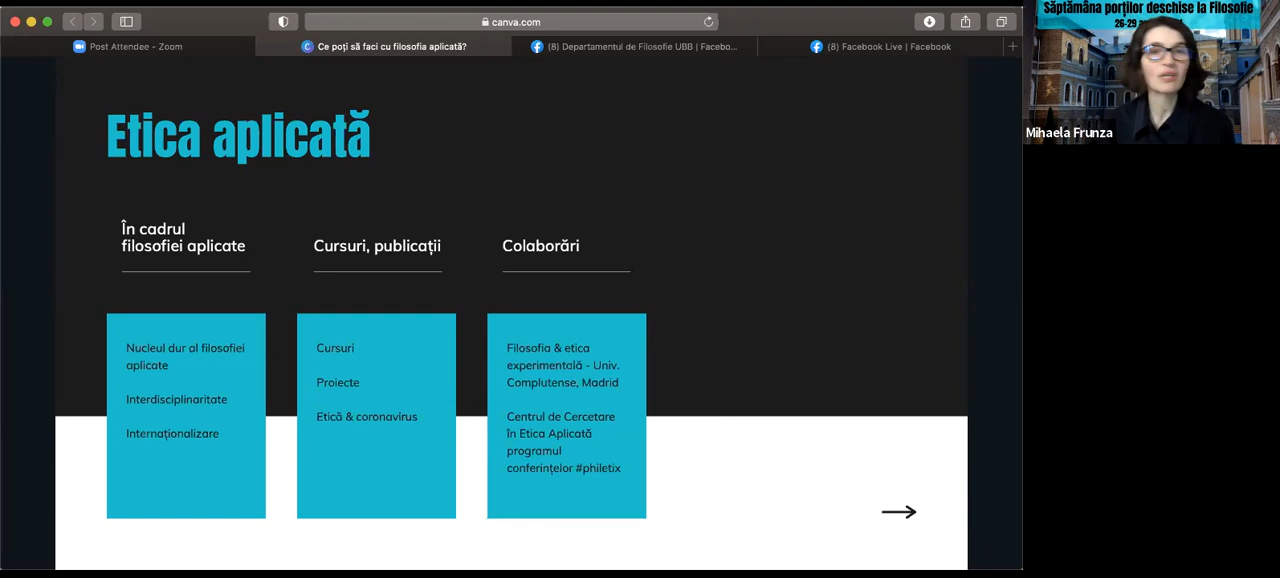 canva.com
Post Attendee - Zoom
Ce poți să faci cu filosofia aplicată?
(8) Departamentul de Filosofie UBB | Facebo...
(8) Facebook Live | Facebook
Etica aplicată
În cadrul
filosofiei aplicate
Cursuri, publicații
Colaborări
Nucleul dur al filosofiei
aplicate
Interdisciplinaritate
Internaționalizare
Cursuri
Proiecte
Etică & coronavirus
Filosofia & etica
experimentală - Univ.
Complutense, Madrid
Centrul de Cercetare
în Etica Aplicată
programul
conferințelor #philetix
Săptămâna porților deschise la Filosofie
26-29
Mihaela Frunza